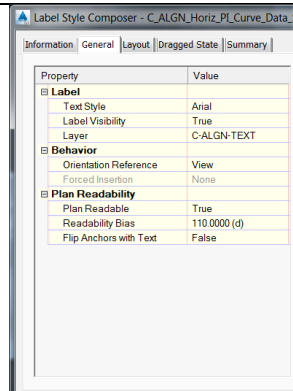 Label Style Composer - C_ALGN_Horiz_PI_Curve_Data_
Information General Layout Dragged State Summary
Property Value
Label
Text Style Arial
Label Visibility True
Layer C-ALGN-TEXT
Behavior
Orientation Reference View
Forced Insertion None
Plan Readability
Plan Readable True
Readability Bias 110.0000 (d)
Flip Anchors with Text False